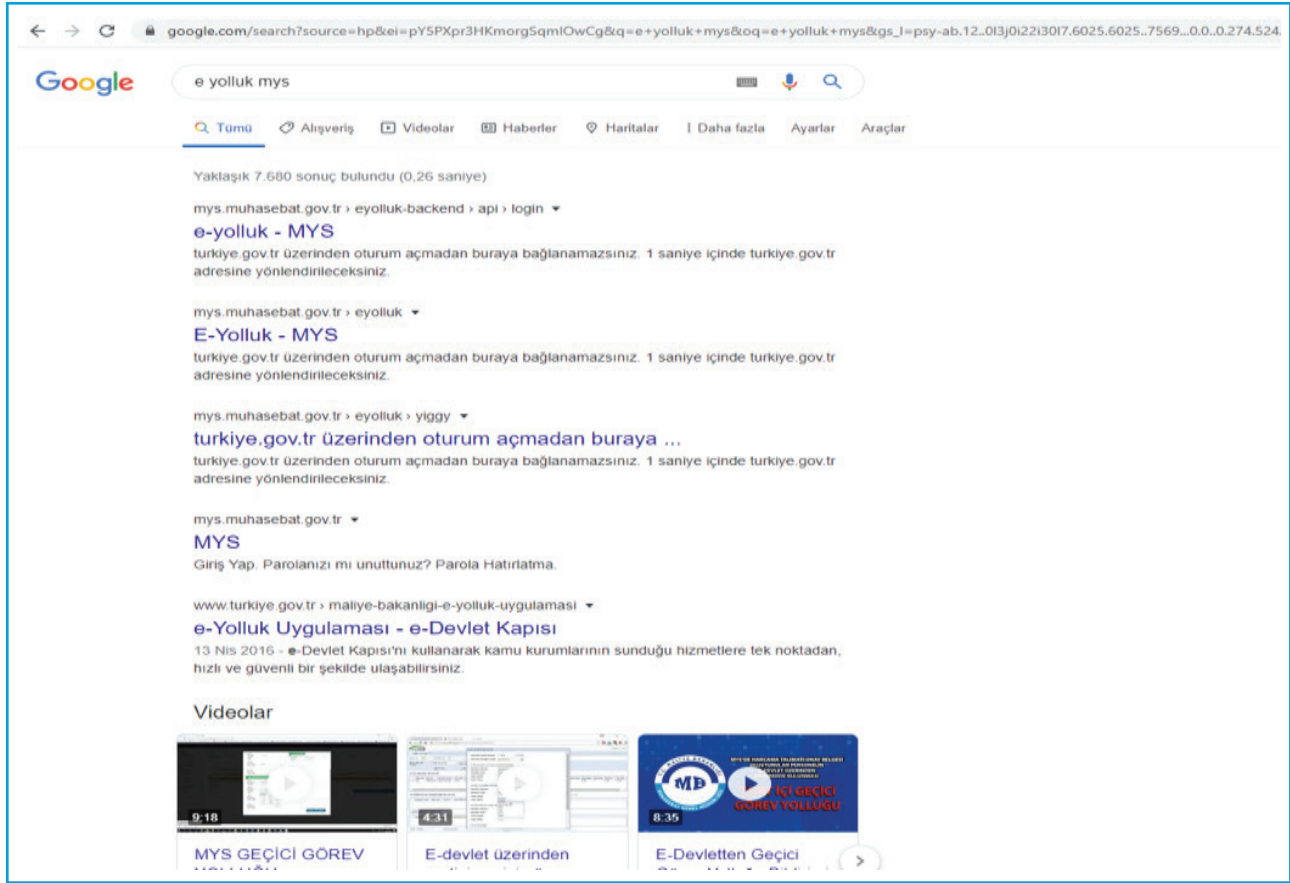 google.com/search?source=hp&ei=pY5PXpr3HKmorgSqmIOwCg&q=e+yolluk+mys&oq=e+yolluk+mys&gs_l=psy-ab.12..0l3j0i22i30l7.6025.6025..7569...0.0..0.274.524.
Google
e yolluk mys
Tümü Alışveriş Videolar Haberler Haritalar Daha fazla Ayarlar Araçlar
Yaklaşık 7.680 sonuç bulundu (0,26 saniye)
mys.muhasebat.gov.tr › eyolluk-backend › api › login
e-yolluk - MYS
turkiye.gov.tr üzerinden oturum açmadan buraya bağlanamazsınız. 1 saniye içinde turkiye.gov.tr
adresine yönlendirileceksiniz.
mys.muhasebat.gov.tr › eyolluk
E-Yolluk - MYS
turkiye.gov.tr üzerinden oturum açmadan buraya bağlanamazsınız. 1 saniye içinde turkiye.gov.tr
adresine yönlendirileceksiniz.
mys.muhasebat.gov.tr › eyolluk › yiggy
turkiye.gov.tr üzerinden oturum açmadan buraya ...
turkiye.gov.tr üzerinden oturum açmadan buraya bağlanamazsınız. 1 saniye içinde turkiye.gov.tr
adresine yönlendirileceksiniz.
mys.muhasebat.gov.tr
MYS
Giriş Yap. Parolanızı mı unuttunuz? Parola Hatırlatma.
www.turkiye.gov.tr › maliye-bakanligi-e-yolluk-uygulamasi
e-Yolluk Uygulaması - e-Devlet Kapısı
13 Nis 2016 - e-Devlet Kapısı'nı kullanarak kamu kurumlarının sunduğu hizmetlere tek noktadan,
hızlı ve güvenli bir şekilde ulaşabilirsiniz.
Videolar
MD
İÇİ GEÇİCİ
GÖREV YOLLUĞU
9:18 4:31 8:35
MYS GEÇİCİ GÖREV E-devlet üzerinden E-Devletten Geçici